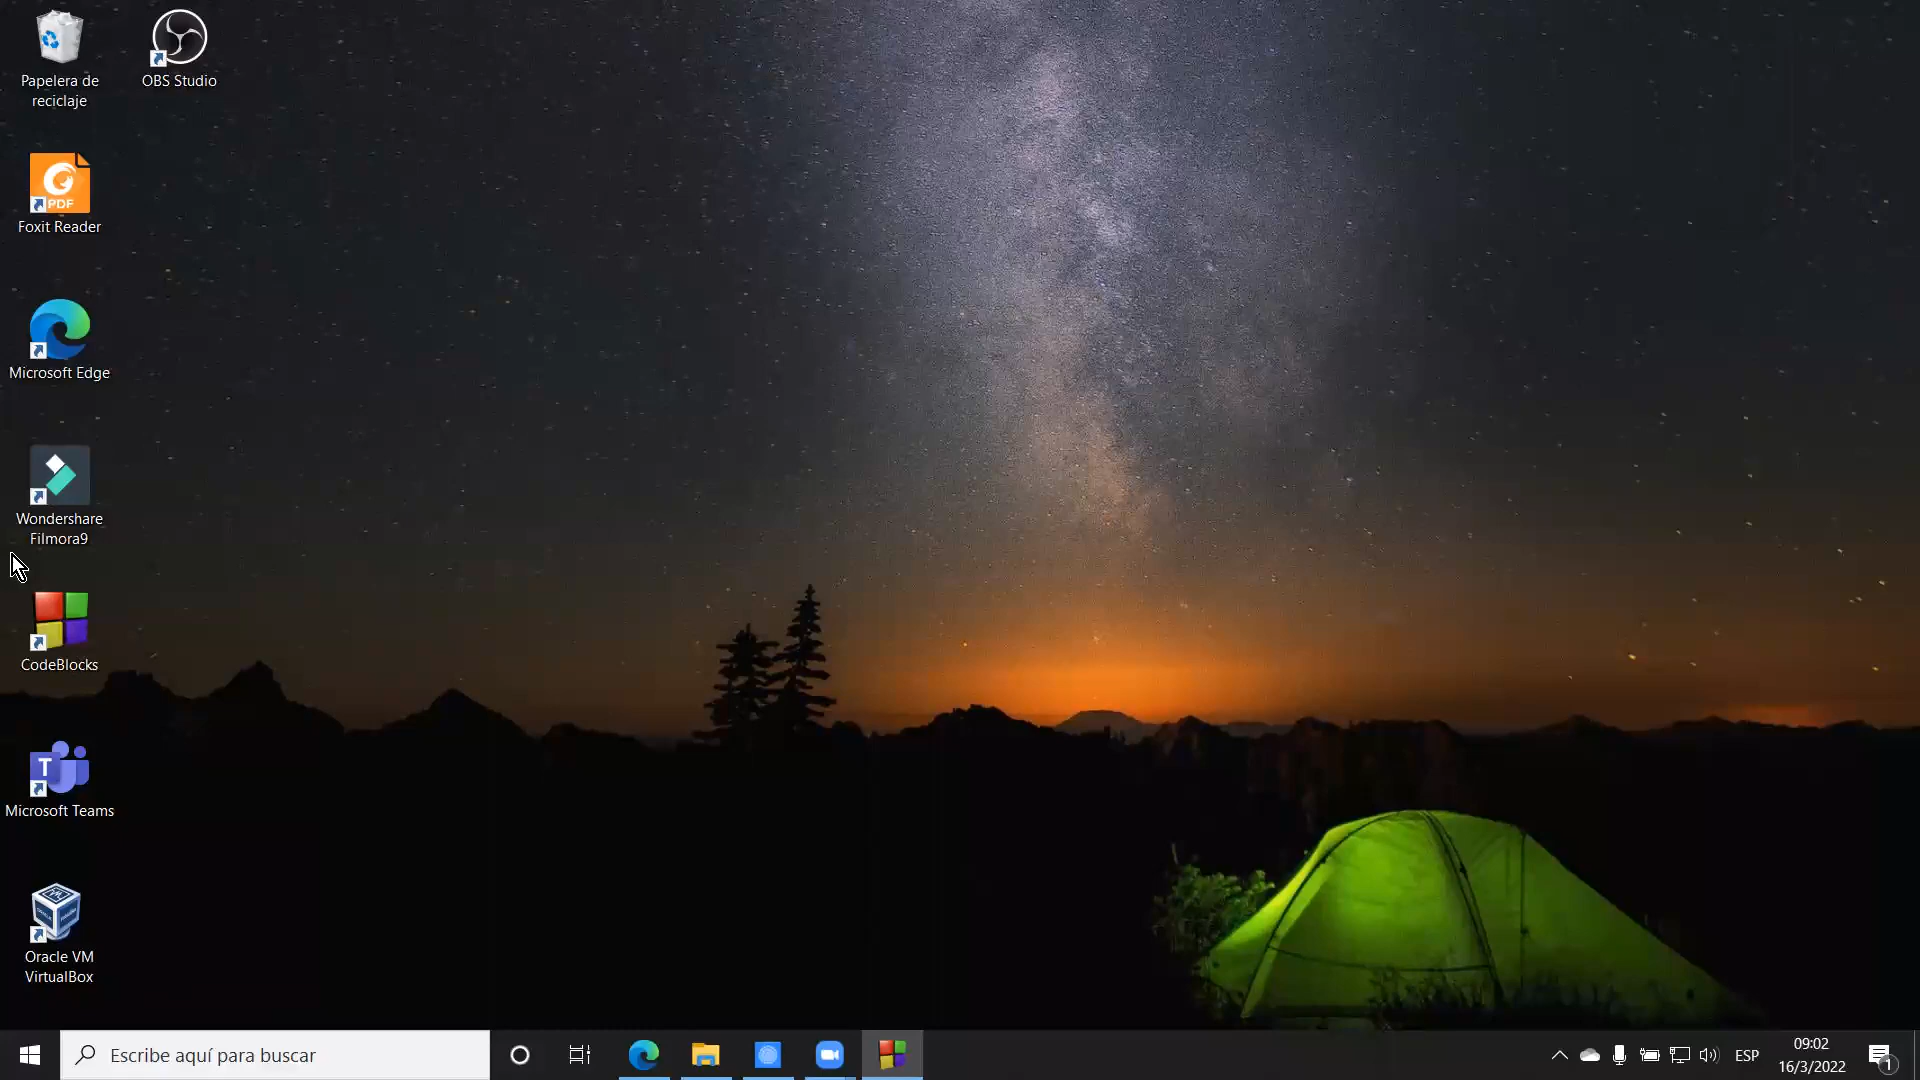 Papelera de
reciclaje
OBS Studio
PDF
Foxit Reader
Microsoft Edge
Wondershare
Filmora9
CodeBlocks
T
Microsoft Teams
Oracle VM
VirtualBox
Escribe aquí para buscar
ESP
09:02
16/3/2022
1